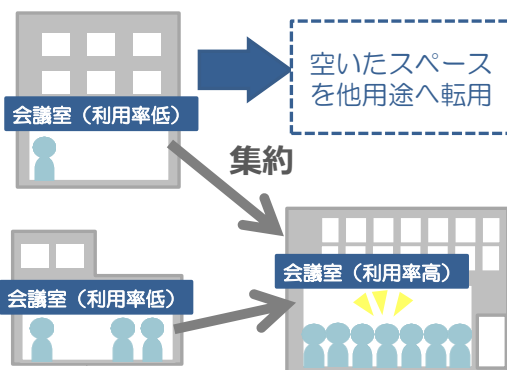 空いたスペース
を他用途へ転用
会議室（利用率低）
集約
会議室（利用率高）
会議室（利用率低）